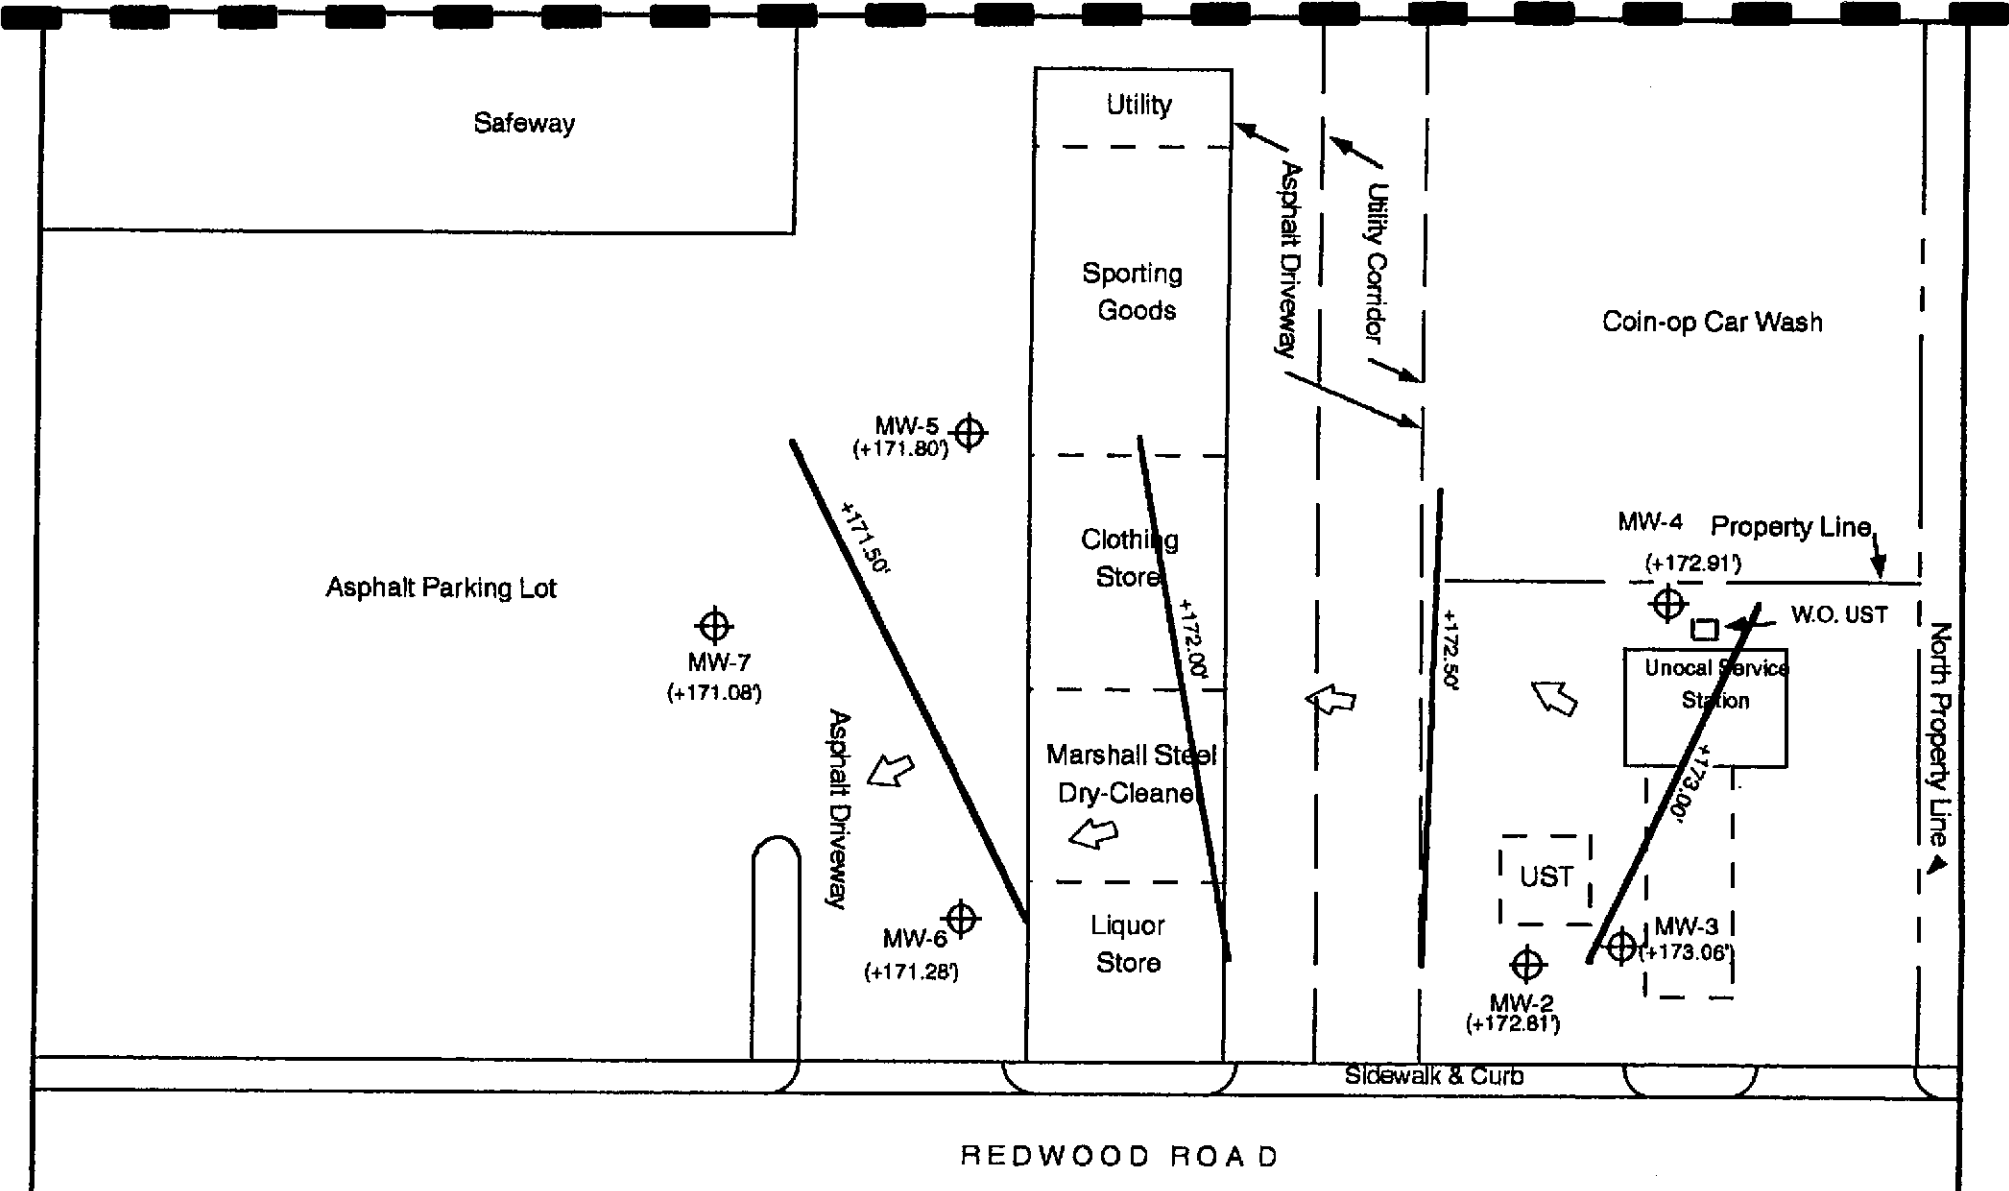 Safeway
Utility
Sporting
Goods
Asphalt Driveway
Utility Corridor
Coin-op Car Wash
MW-5
(+171.80')
+171.50'
Clothing
Store
+172.00'
+172.50'
MW-4
(+172.91')
Property Line
W.O. UST
Asphalt Parking Lot
MW-7
(+171.08')
Unocal Service
Station
North Property Line
Asphalt Driveway
Marshall Steel
Dry-Cleaner
+173.00'
UST
MW-6
(+171.28')
Liquor
Store
MW-3
(+173.06')
MW-2
(+172.81')
Sidewalk & Curb
REDWOOD ROAD